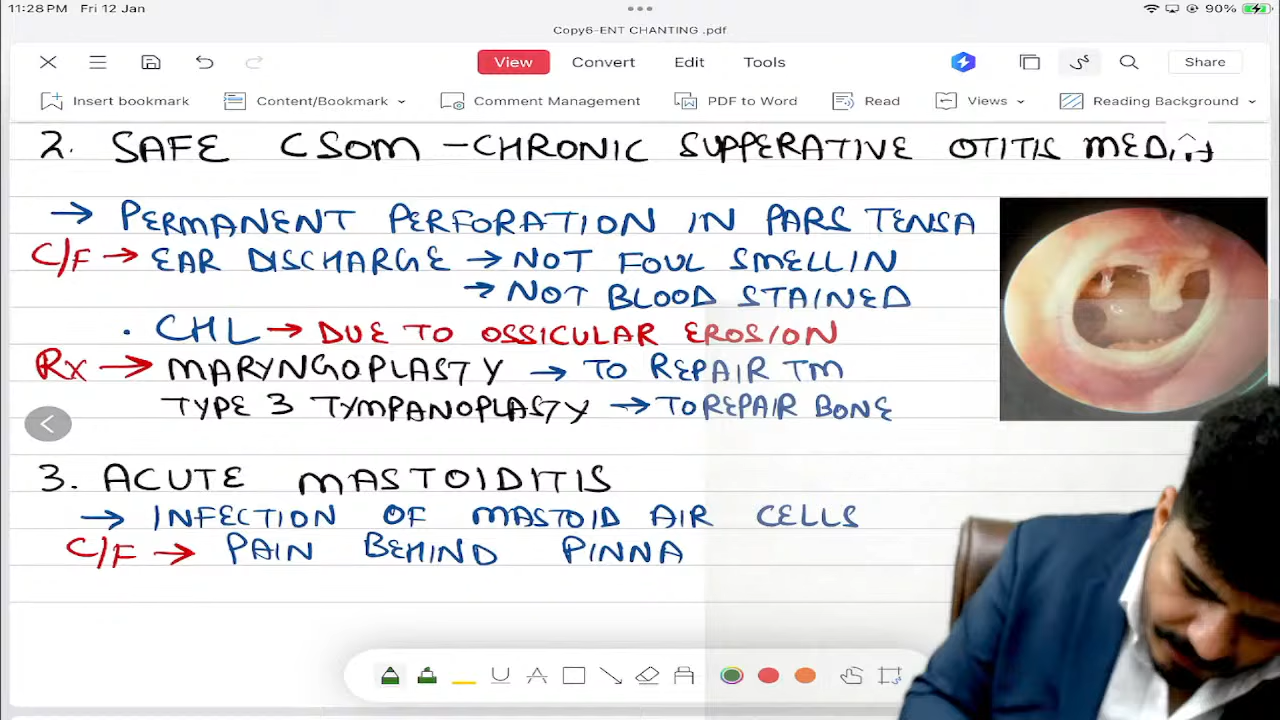 11:28 PM Fri 12 Jan
90%
Copy6-ENT CHANTING .pdf
View Convert Edit Tools Share
Insert bookmark Content/Bookmark Comment Management PDF to Word Read Views Reading Background
2. SAFE CSOM - CHRONIC SUPPERATIVE OTITIS MEDIA
→ PERMANENT PERFORATION IN PARS TENSA
C/F → EAR DISCHARGE → NOT FOUL SMELLIN
→ NOT BLOOD STAINED
· CHL → DUE TO OSSICULAR EROSION
Rx → MARYNGOPLASTY → TO REPAIR TM
TYPE 3 TYMPANOPLASTY → TO REPAIR BONE
3. ACUTE MASTOIDITIS
→ INFECTION OF MASTOID AIR CELLS
C/F → PAIN BEHIND PINNA